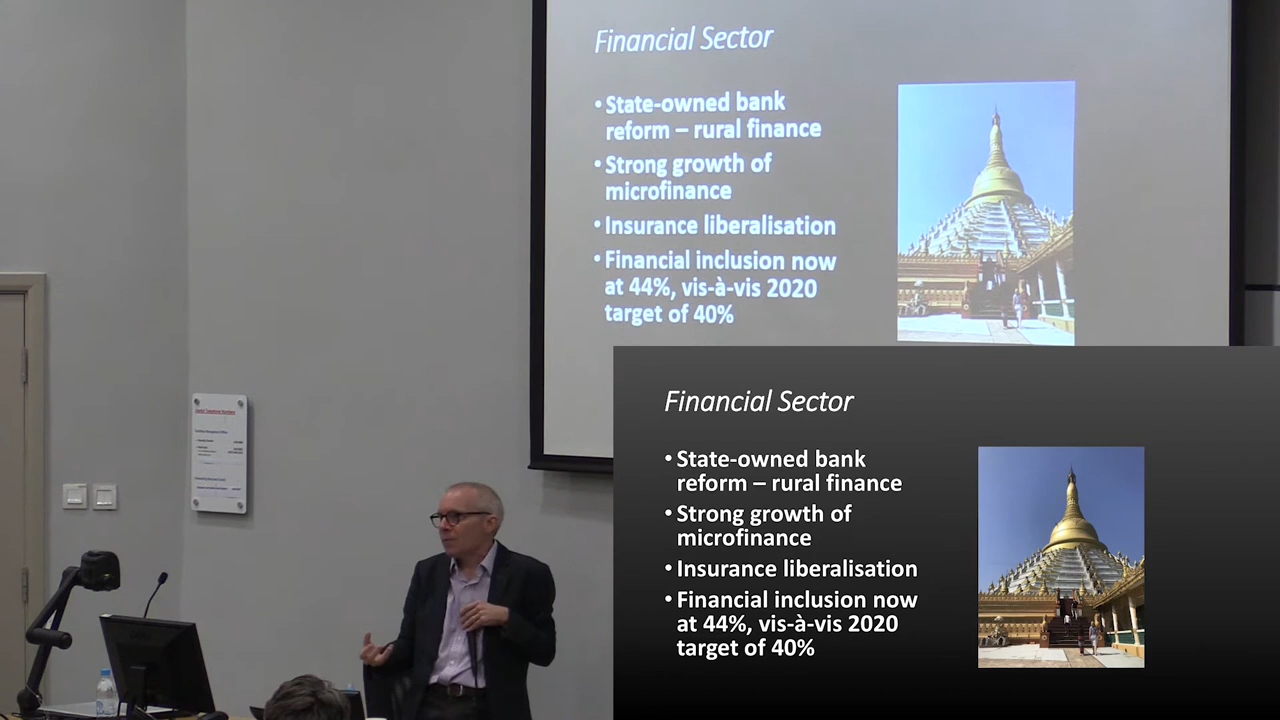 Financial Sector
• State-owned bank
reform – rural finance
• Strong growth of
microfinance
• Insurance liberalisation
• Financial inclusion now
at 44%, vis-à-vis 2020
target of 40%
Financial Sector
• State-owned bank
reform – rural finance
• Strong growth of
microfinance
• Insurance liberalisation
• Financial inclusion now
at 44%, vis-à-vis 2020
target of 40%